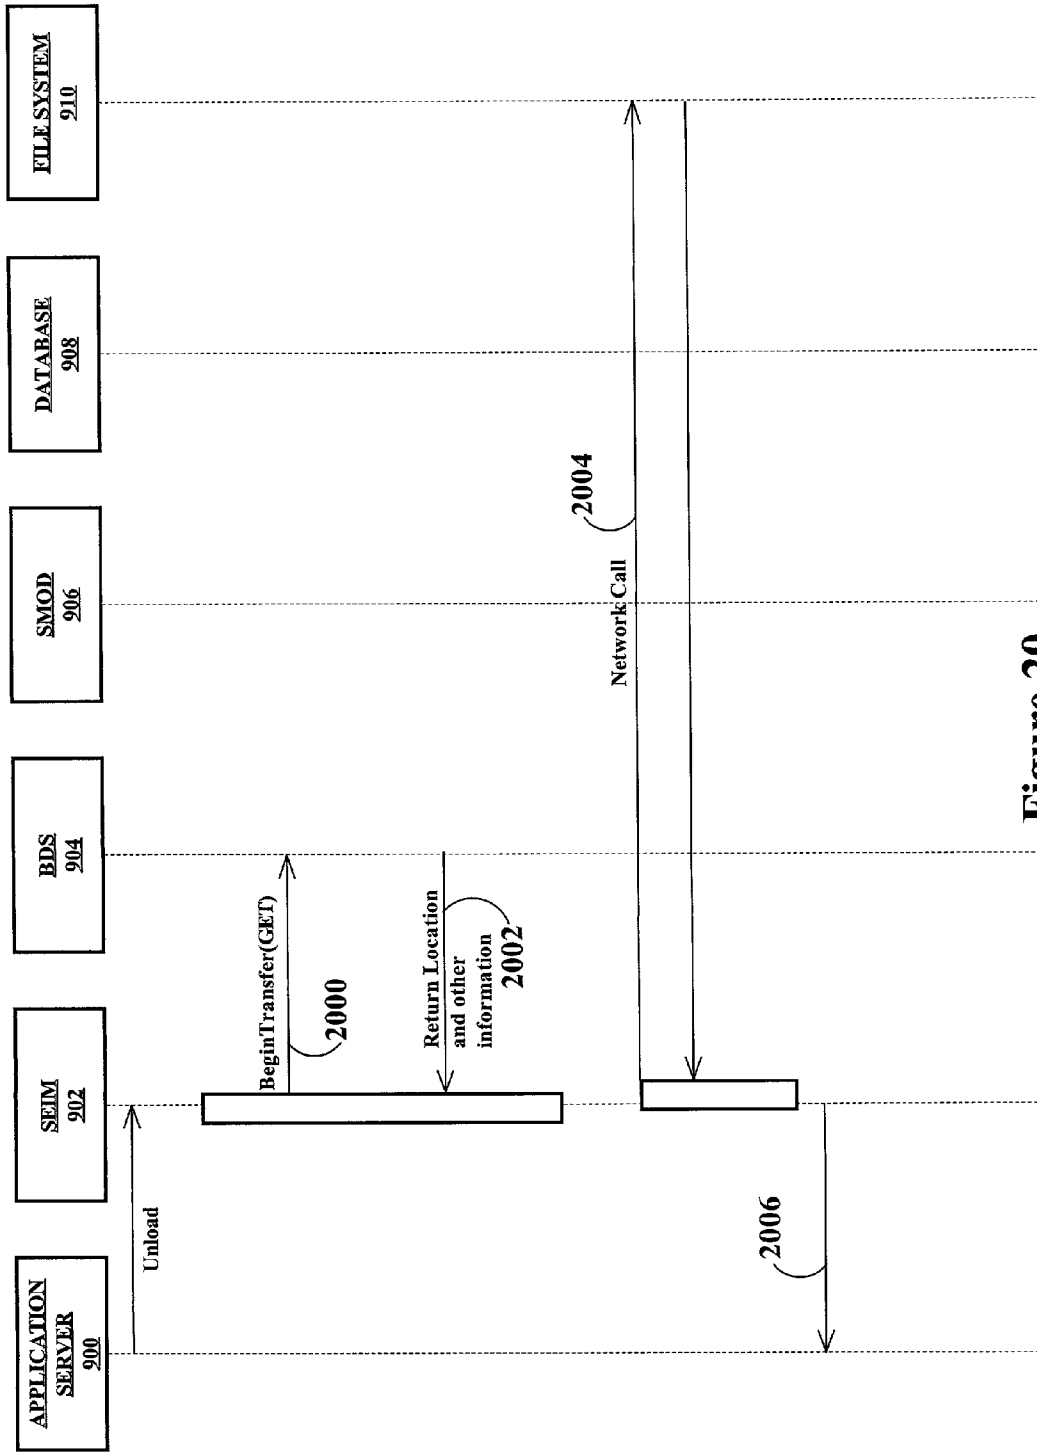 APPLICATION
SERVER
900
SEIM
902
BDS
904
SMOD
906
DATABASE
908
FILE SYSTEM
910
Unload
BeginTransfer(GET)
2000
Return Location
and other
information
2002
Network Call
2004
2006
Figure 20